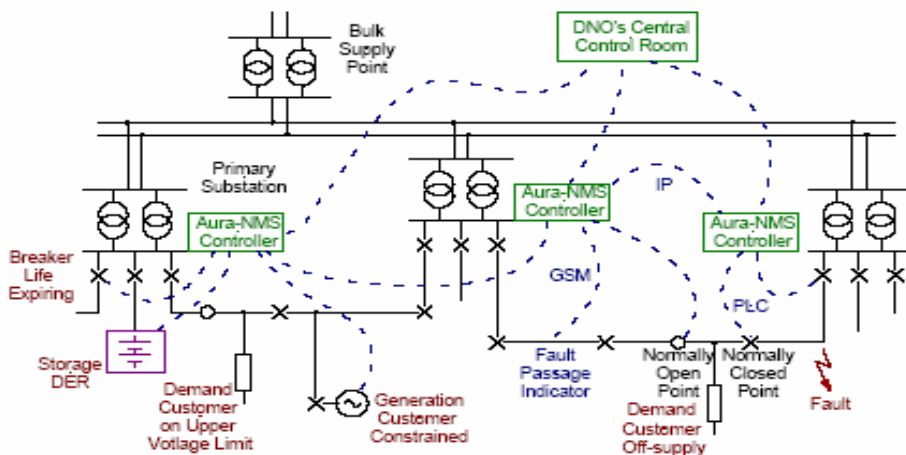 Bulk
Supply
Point
DNO's Central
Control Room
Primary
Substation
Aura-NMS
Controller
Aura-NMS
Controller
IP
Aura-NMS
Controller
Breaker
Life
Expiring
GSM
PLC
Storage
DER
Demand
Customer
on Upper
Votlage Limit
Generation
Customer
Constrained
Fault
Passage
Indicator
Normally
Open
Point
Normally
Closed
Point
Demand
Customer
Off-supply
Fault